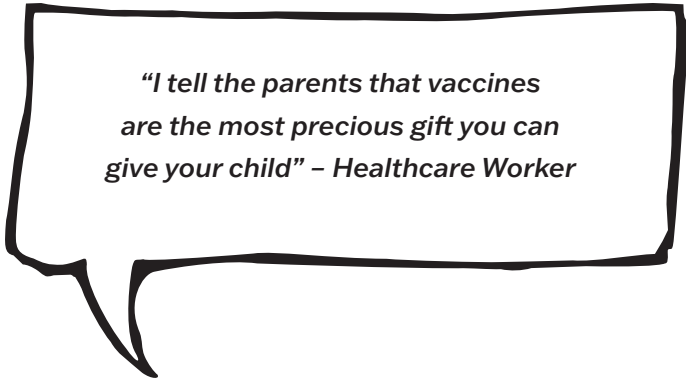 “I tell the parents that vaccines
are the most precious gift you can
give your child” – Healthcare Worker